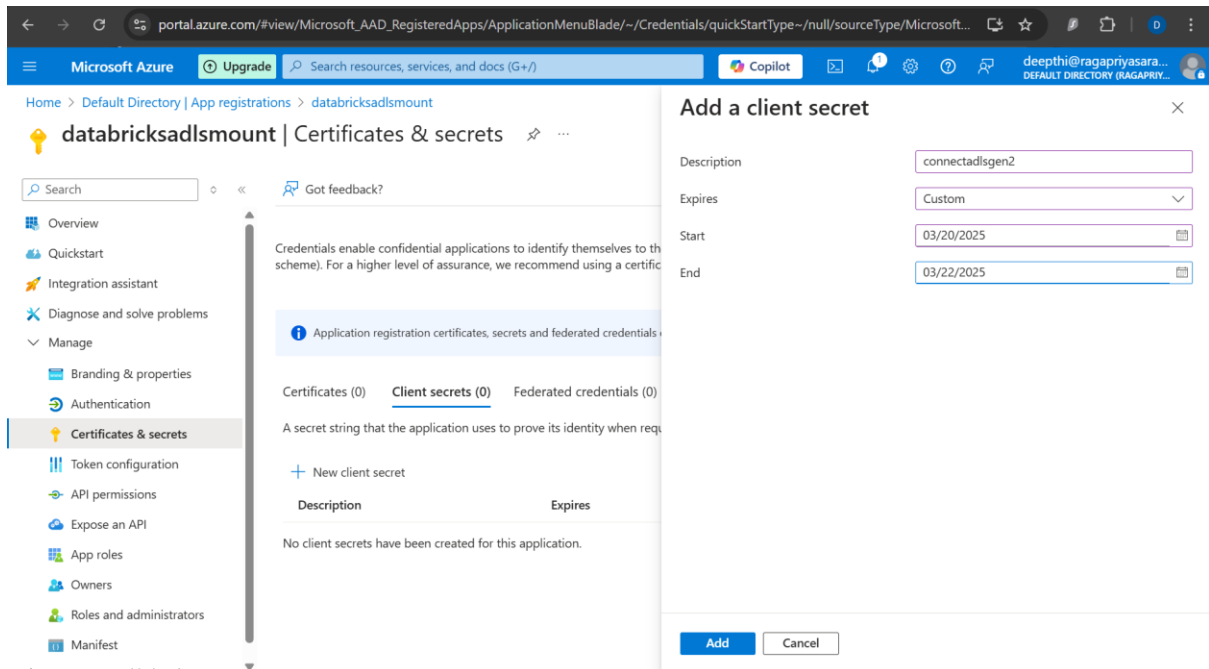 portal.azure.com/#view/Microsoft_AAD_RegisteredApps/ApplicationMenuBlade/~/Credentials/quickStartType~/null/sourceType/Microsoft...
D
Microsoft Azure
Upgrade
Search resources, services, and docs (G+/)
Copilot
1
deepthi@ragapriyasara...
DEFAULT DIRECTORY (RAGAPRIY...
Home > Default Directory | App registrations > databricksadlsmount
databricksadlsmount | Certificates & secrets
Search
Got feedback?
Overview
Quickstart
Integration assistant
Diagnose and solve problems
Manage
Branding & properties
Authentication
Certificates & secrets
Token configuration
API permissions
Expose an API
App roles
Owners
Roles and administrators
Manifest
Credentials enable confidential applications to identify themselves to th
scheme). For a higher level of assurance, we recommend using a certific
Application registration certificates, secrets and federated credentials
Certificates (0) Client secrets (0) Federated credentials (0)
A secret string that the application uses to prove its identity when requ
New client secret
Description Expires
No client secrets have been created for this application.
Add a client secret
Description connectadlsgen2
Expires Custom
Start 03/20/2025
End 03/22/2025
Add Cancel